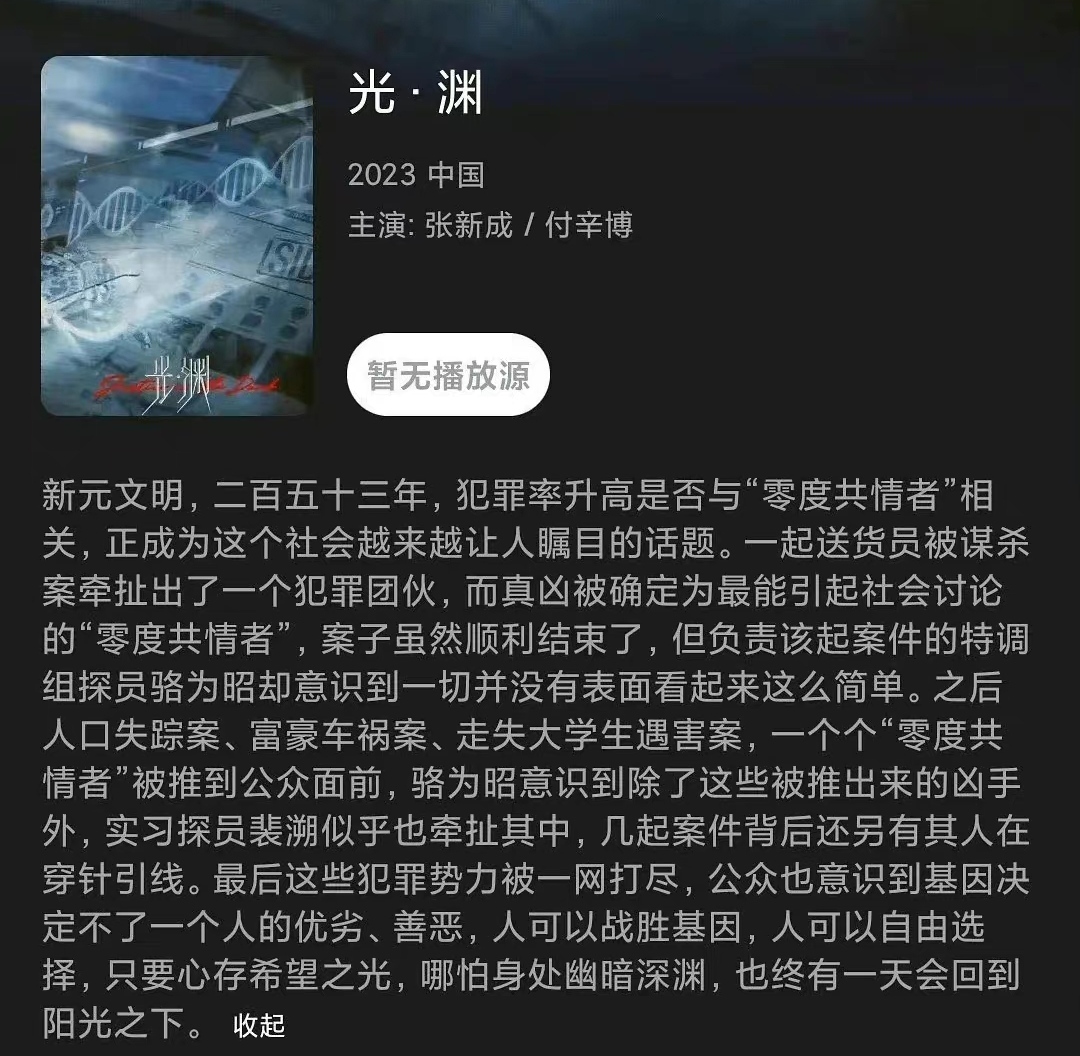 光·渊
2023 中国
主演: 张新成 / 付辛博
光·渊
暂无播放源
新元文明，二百五十三年，犯罪率升高是否与“零度共情者”相
关，正成为这个社会越来越让人瞩目的话题。一起送货员被谋杀
案牵扯出了一个犯罪团伙，而真凶被确定为最能引起社会讨论
的“零度共情者”，案子虽然顺利结束了，但负责该起案件的特调
组探员骆为昭却意识到一切并没有表面看起来这么简单。之后
人口失踪案、富豪车祸案、走失大学生遇害案，一个个“零度共
情者”被推到公众面前，骆为昭意识到除了这些被推出来的凶手
外，实习探员裴溯似乎也牵扯其中，几起案件背后还另有其人在
穿针引线。最后这些犯罪势力被一网打尽，公众也意识到基因决
定不了一个人的优劣、善恶，人可以战胜基因，人可以自由选
择，只要心存希望之光，哪怕身处幽暗深渊，也终有一天会回到
阳光之下。 收起